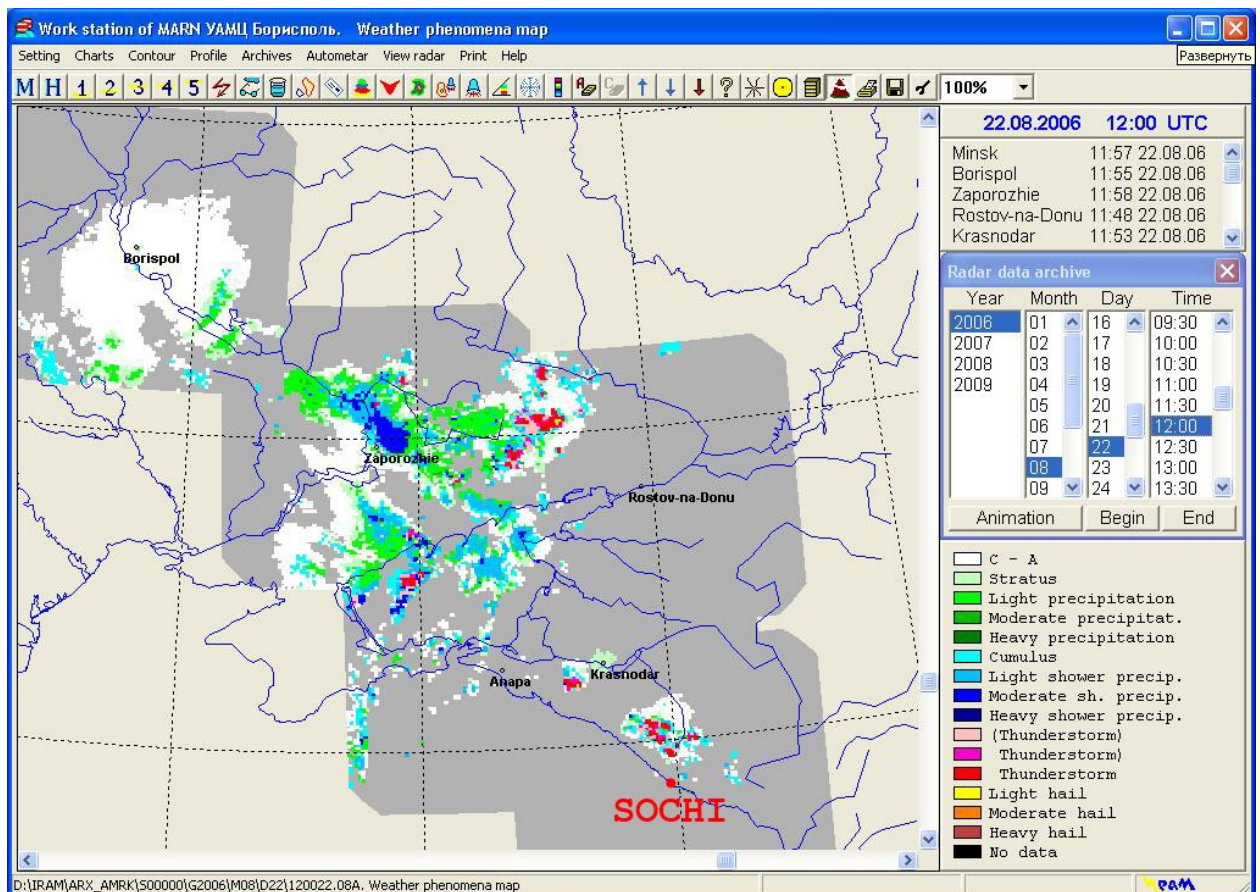 Work station of MARN УАМЦ Борисполь. Weather phenomena map
Setting Charts Contour Profile Archives Autometar View radar Print Help
Развернуть
M H 1 2 3 4 5 100%
22.08.2006 12:00 UTC
Minsk 11:57 22.08.06
Borispol 11:55 22.08.06
Zaporozhie 11:58 22.08.06
Rostov-na-Donu 11:48 22.08.06
Krasnodar 11:53 22.08.06
Radar data archive
Year Month Day Time
2006 01 16 09:30
2007 02 17 10:00
2008 03 18 10:30
2009 04 19 11:00
05 20 11:30
06 21 12:00
07 22 12:30
08 23 13:00
09 24 13:30
Animation Begin End
C - A
Stratus
Light precipitation
Moderate precipitat.
Heavy precipitation
Cumulus
Light shower precip.
Moderate sh. precip.
Heavy shower precip.
(Thunderstorm)
Thunderstorm)
Thunderstorm
Light hail
Moderate hail
Heavy hail
No data
Borispol
Zaporozhie
Rostov-na-Donu
Krasnodar
Anapa
SOCHI
D:\IRAM\ARX_AMRK\S00000\G2006\M08\D22\120022.08A. Weather phenomena map